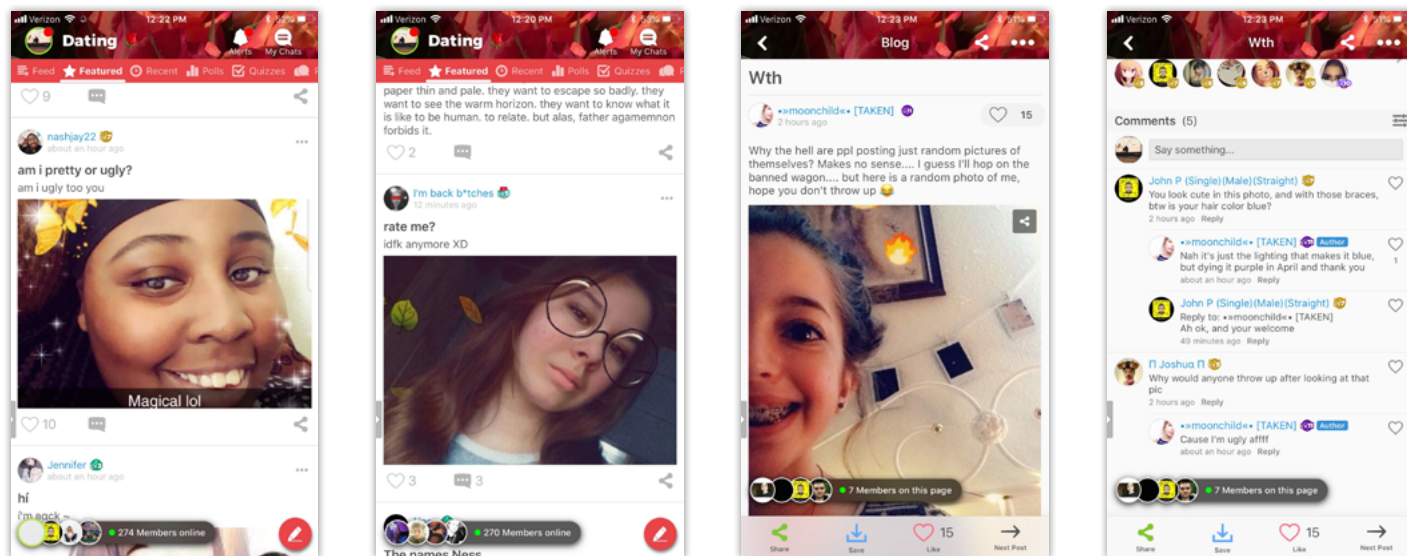 Verizon
12:22 PM
52%
Dating
Alerts
My Chats
Feed
Featured
Recent
Polls
Quizzes
9
nashjay22
about an hour ago
am i pretty or ugly?
am i ugly too you
Magical lol
10
Jennifer
about an hour ago
hí
i'm back ~
274 Members online
Verizon
12:20 PM
53%
Dating
Alerts
My Chats
Feed
Featured
Recent
Polls
Quizzes
paper thin and pale. they want to escape so badly. they
want to see the warm horizon. they want to know what it
is like to be human. to relate. but alas, father agamemnon
forbids it.
2
I'm back b*tches
12 minutes ago
rate me?
idfk anymore XD
3
3
270 Members online
The names Ness
Verizon
12:23 PM
51%
Blog
Wth
•»moonchild«• [TAKEN]
2 hours ago
15
Why the hell are ppl posting just random pictures of
themselves? Makes no sense.... I guess I'll hop on the
banned wagon.... but here is a random photo of me,
hope you don't throw up 😂
7 Members on this page
Share
Save
15
Like
Next Post
Verizon
12:23 PM
51%
Wth
Comments (5)
Say something...
John P (Single)(Male)(Straight)
You look cute in this photo, and with those braces,
btw is your hair color blue?
2 hours ago Reply
•»moonchild«• [TAKEN] Author
Nah it's just the lighting that makes it blue,
but dying it purple in April and thank you
about an hour ago Reply
1
John P (Single)(Male)(Straight)
Reply to: •»moonchild«• [TAKEN]
Ah ok, and your welcome
49 minutes ago Reply
П Joshua П
Why would anyone throw up after looking at that
pic
2 hours ago Reply
•»moonchild«• [TAKEN] Author
Cause I'm ugly affff
about an hour ago Reply
7 Members on this page
Share
Save
15
Like
Next Post